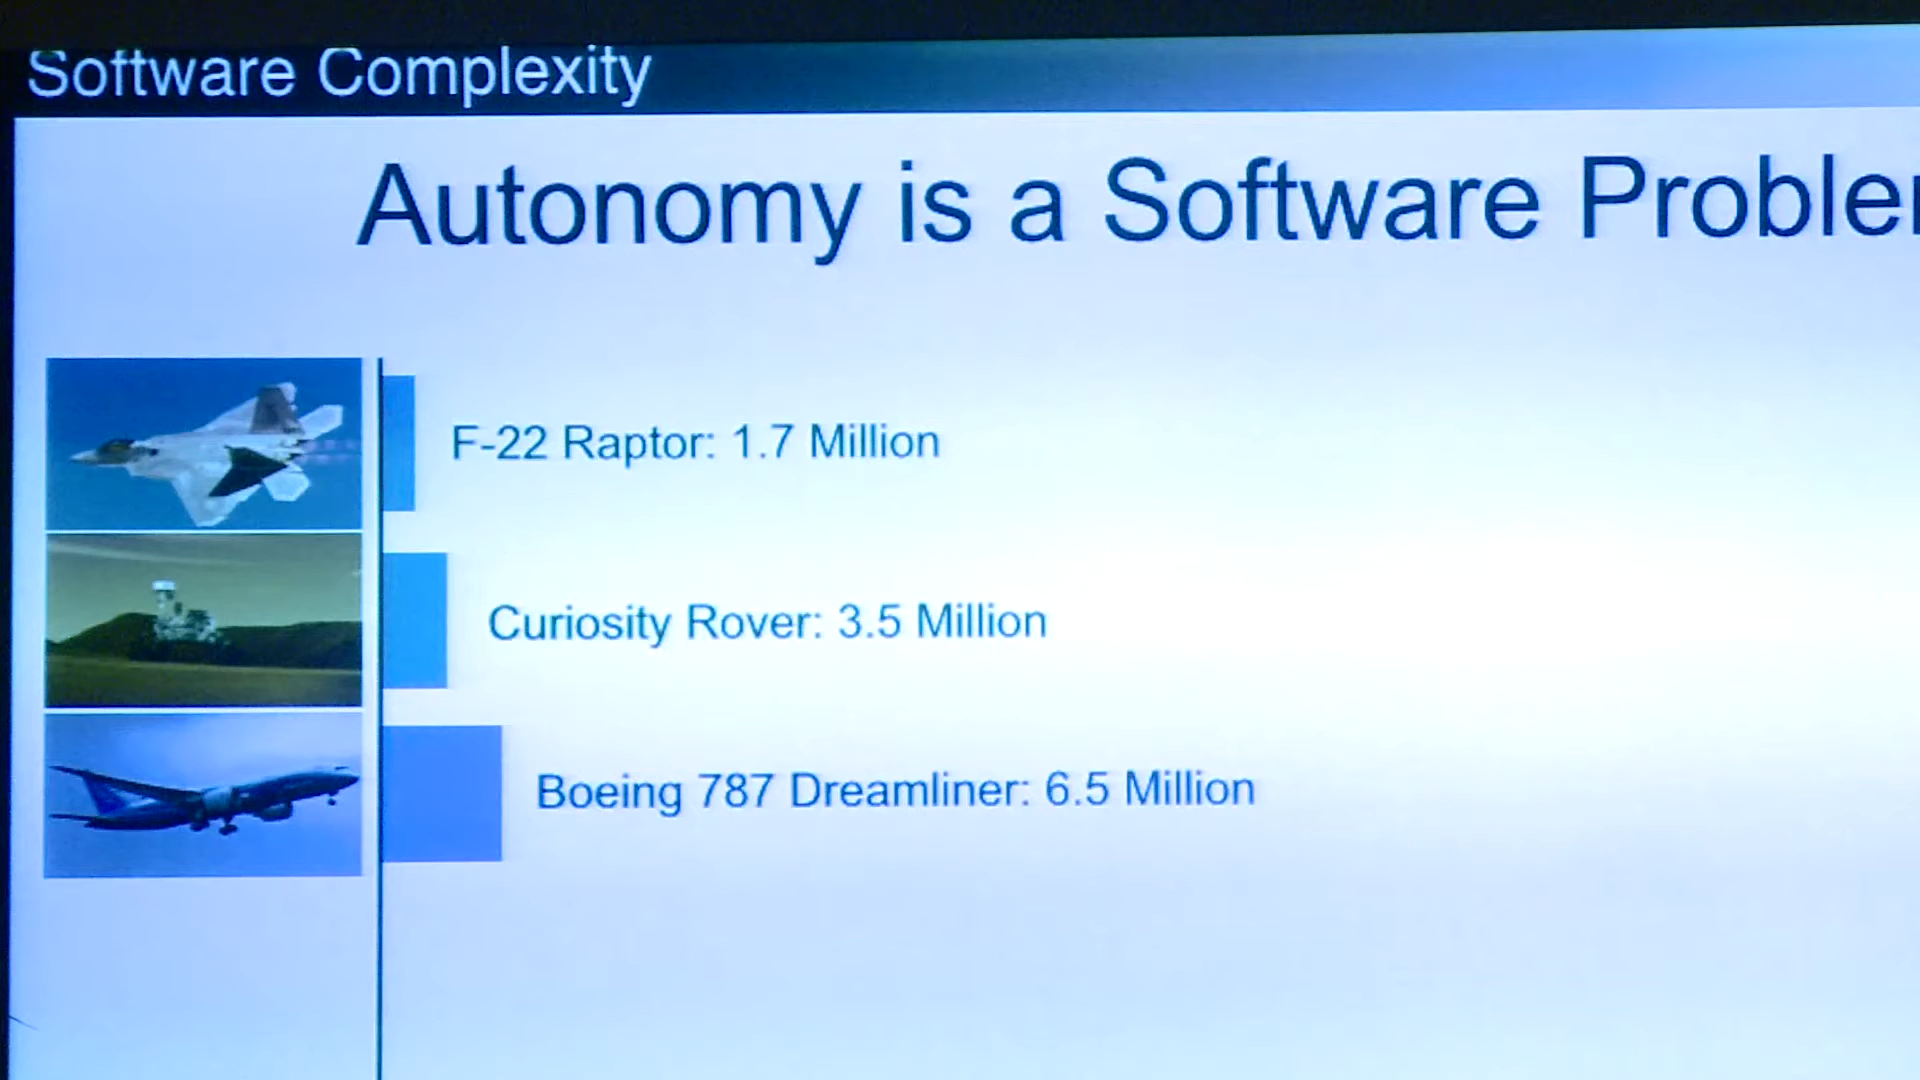 Software Complexity
Autonomy is a Software
F-22 Raptor: 1.7 Million
Curiosity Rover: 3.5 Million
Boeing 787 Dreamliner: 6.5 Million